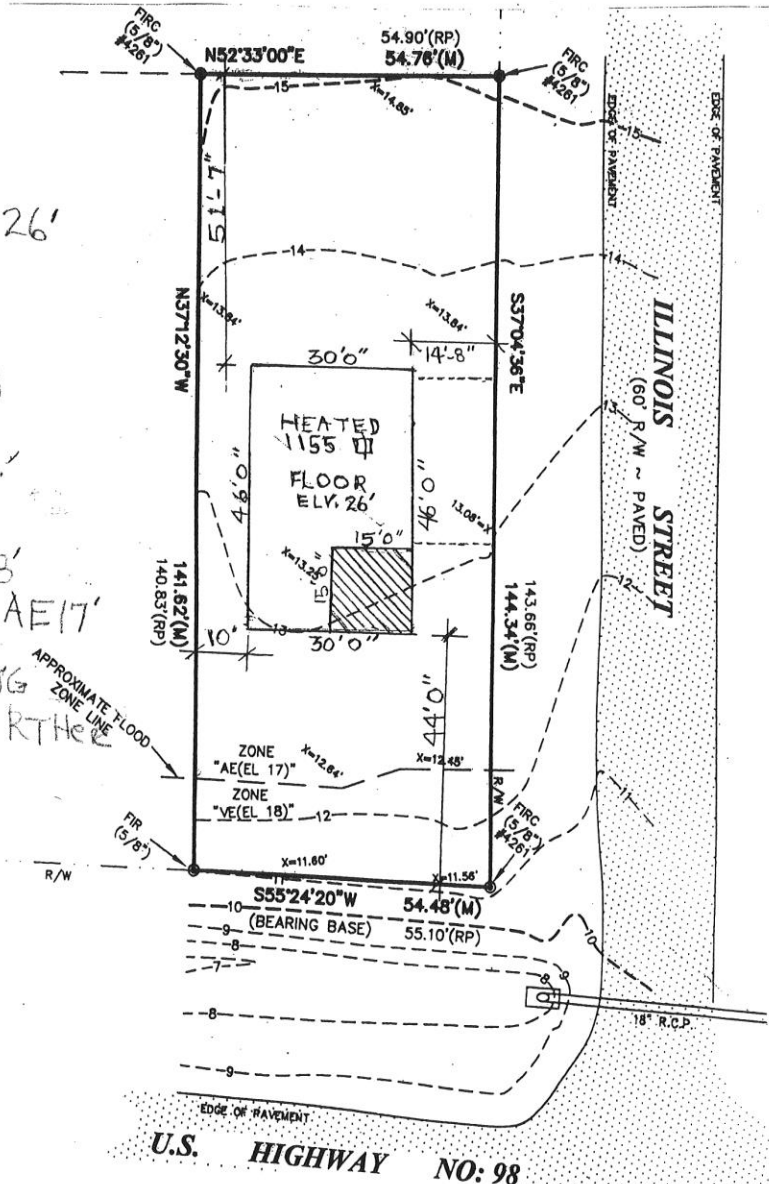 FIRC
(5/8")
#4261
N52°33'00"E
54.90'(RP)
54.76'(M)
FIRC
(5/8")
#4261
EDGE OF PAVEMENT
EDGE OF PAVEMENT
15
X=14.85'
15
51'-7"
26'
14
14
X=13.84'
N37°12'30"W
X=13.84'
S37°04'36"E
14'-8"
30'0"
ILLINOIS STREET
(60' R/W ~ PAVED)
HEATED
1155
FLOOR
ELV. 26'
46'0"
46'0"
13
13.08'=X
15'0"
X=13.25'
12
141.62'(M)
140.83'(RP)
143.66'(RP)
144.34'(M)
AE17'
10'
13
30'0"
RTHER
APPROXIMATE FLOOD
ZONE LINE
44'0"
ZONE
"AE(EL 17)"
X=12.64'
X=12.45'
ZONE
"VE(EL 18)"
12
R/W
11
FIR
(5/8")
FIRC
(5/8")
#4261
R/W
X=11.60'
X=11.56'
11
S55°24'20"W
54.48'(M)
(BEARING BASE)
55.10'(RP)
10
9
8
7
10
9
8
8
18" R.C.P.
9
EDGE OF PAVEMENT
U.S. HIGHWAY NO: 98